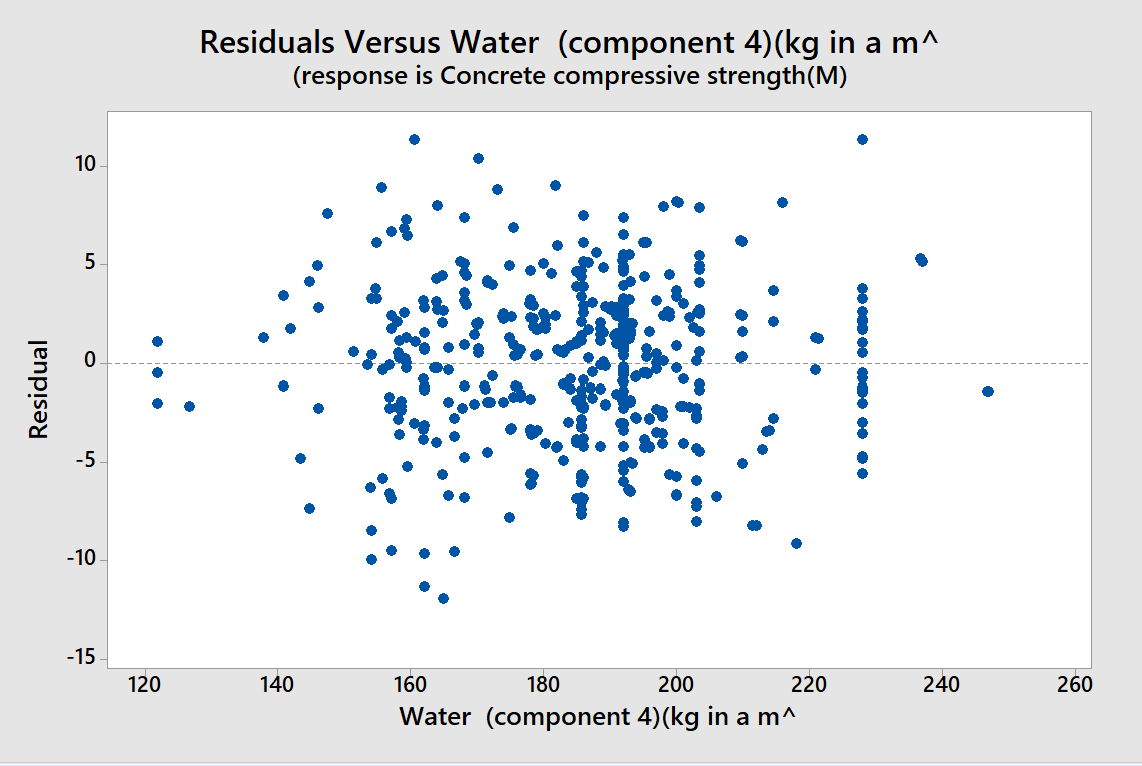 Residuals Versus Water (component 4)(kg in a m^
(response is Concrete compressive strength(M)
10
5
0
-5
-10
-15
Residual
120 140 160 180 200 220 240 260
Water (component 4)(kg in a m^